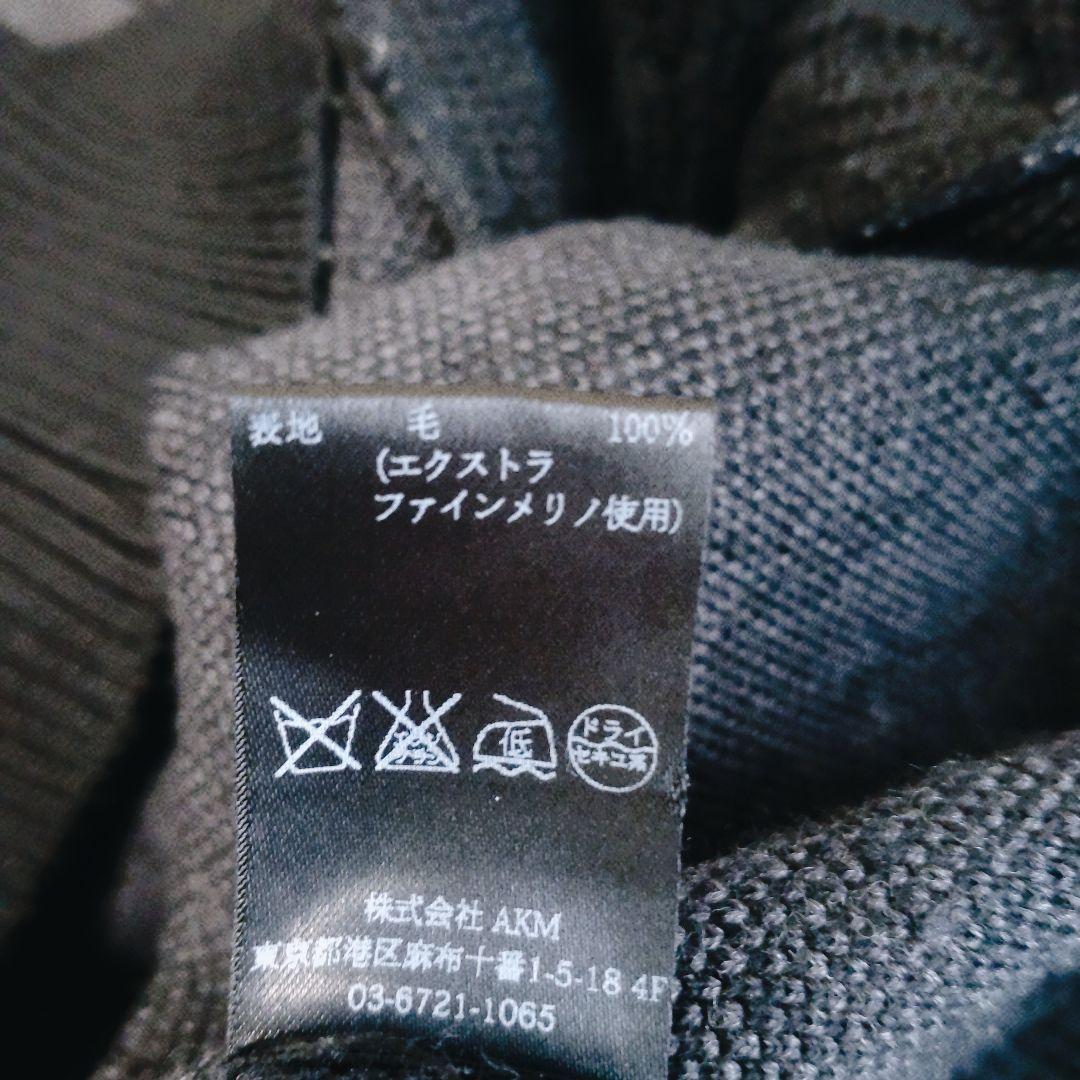 表地 毛 100%
(エクストラ
ファインメリノ使用)
低
ドライ
セキユ系
株式会社 AKM
東京都港区麻布十番1-5-18 4F
03-6721-1065